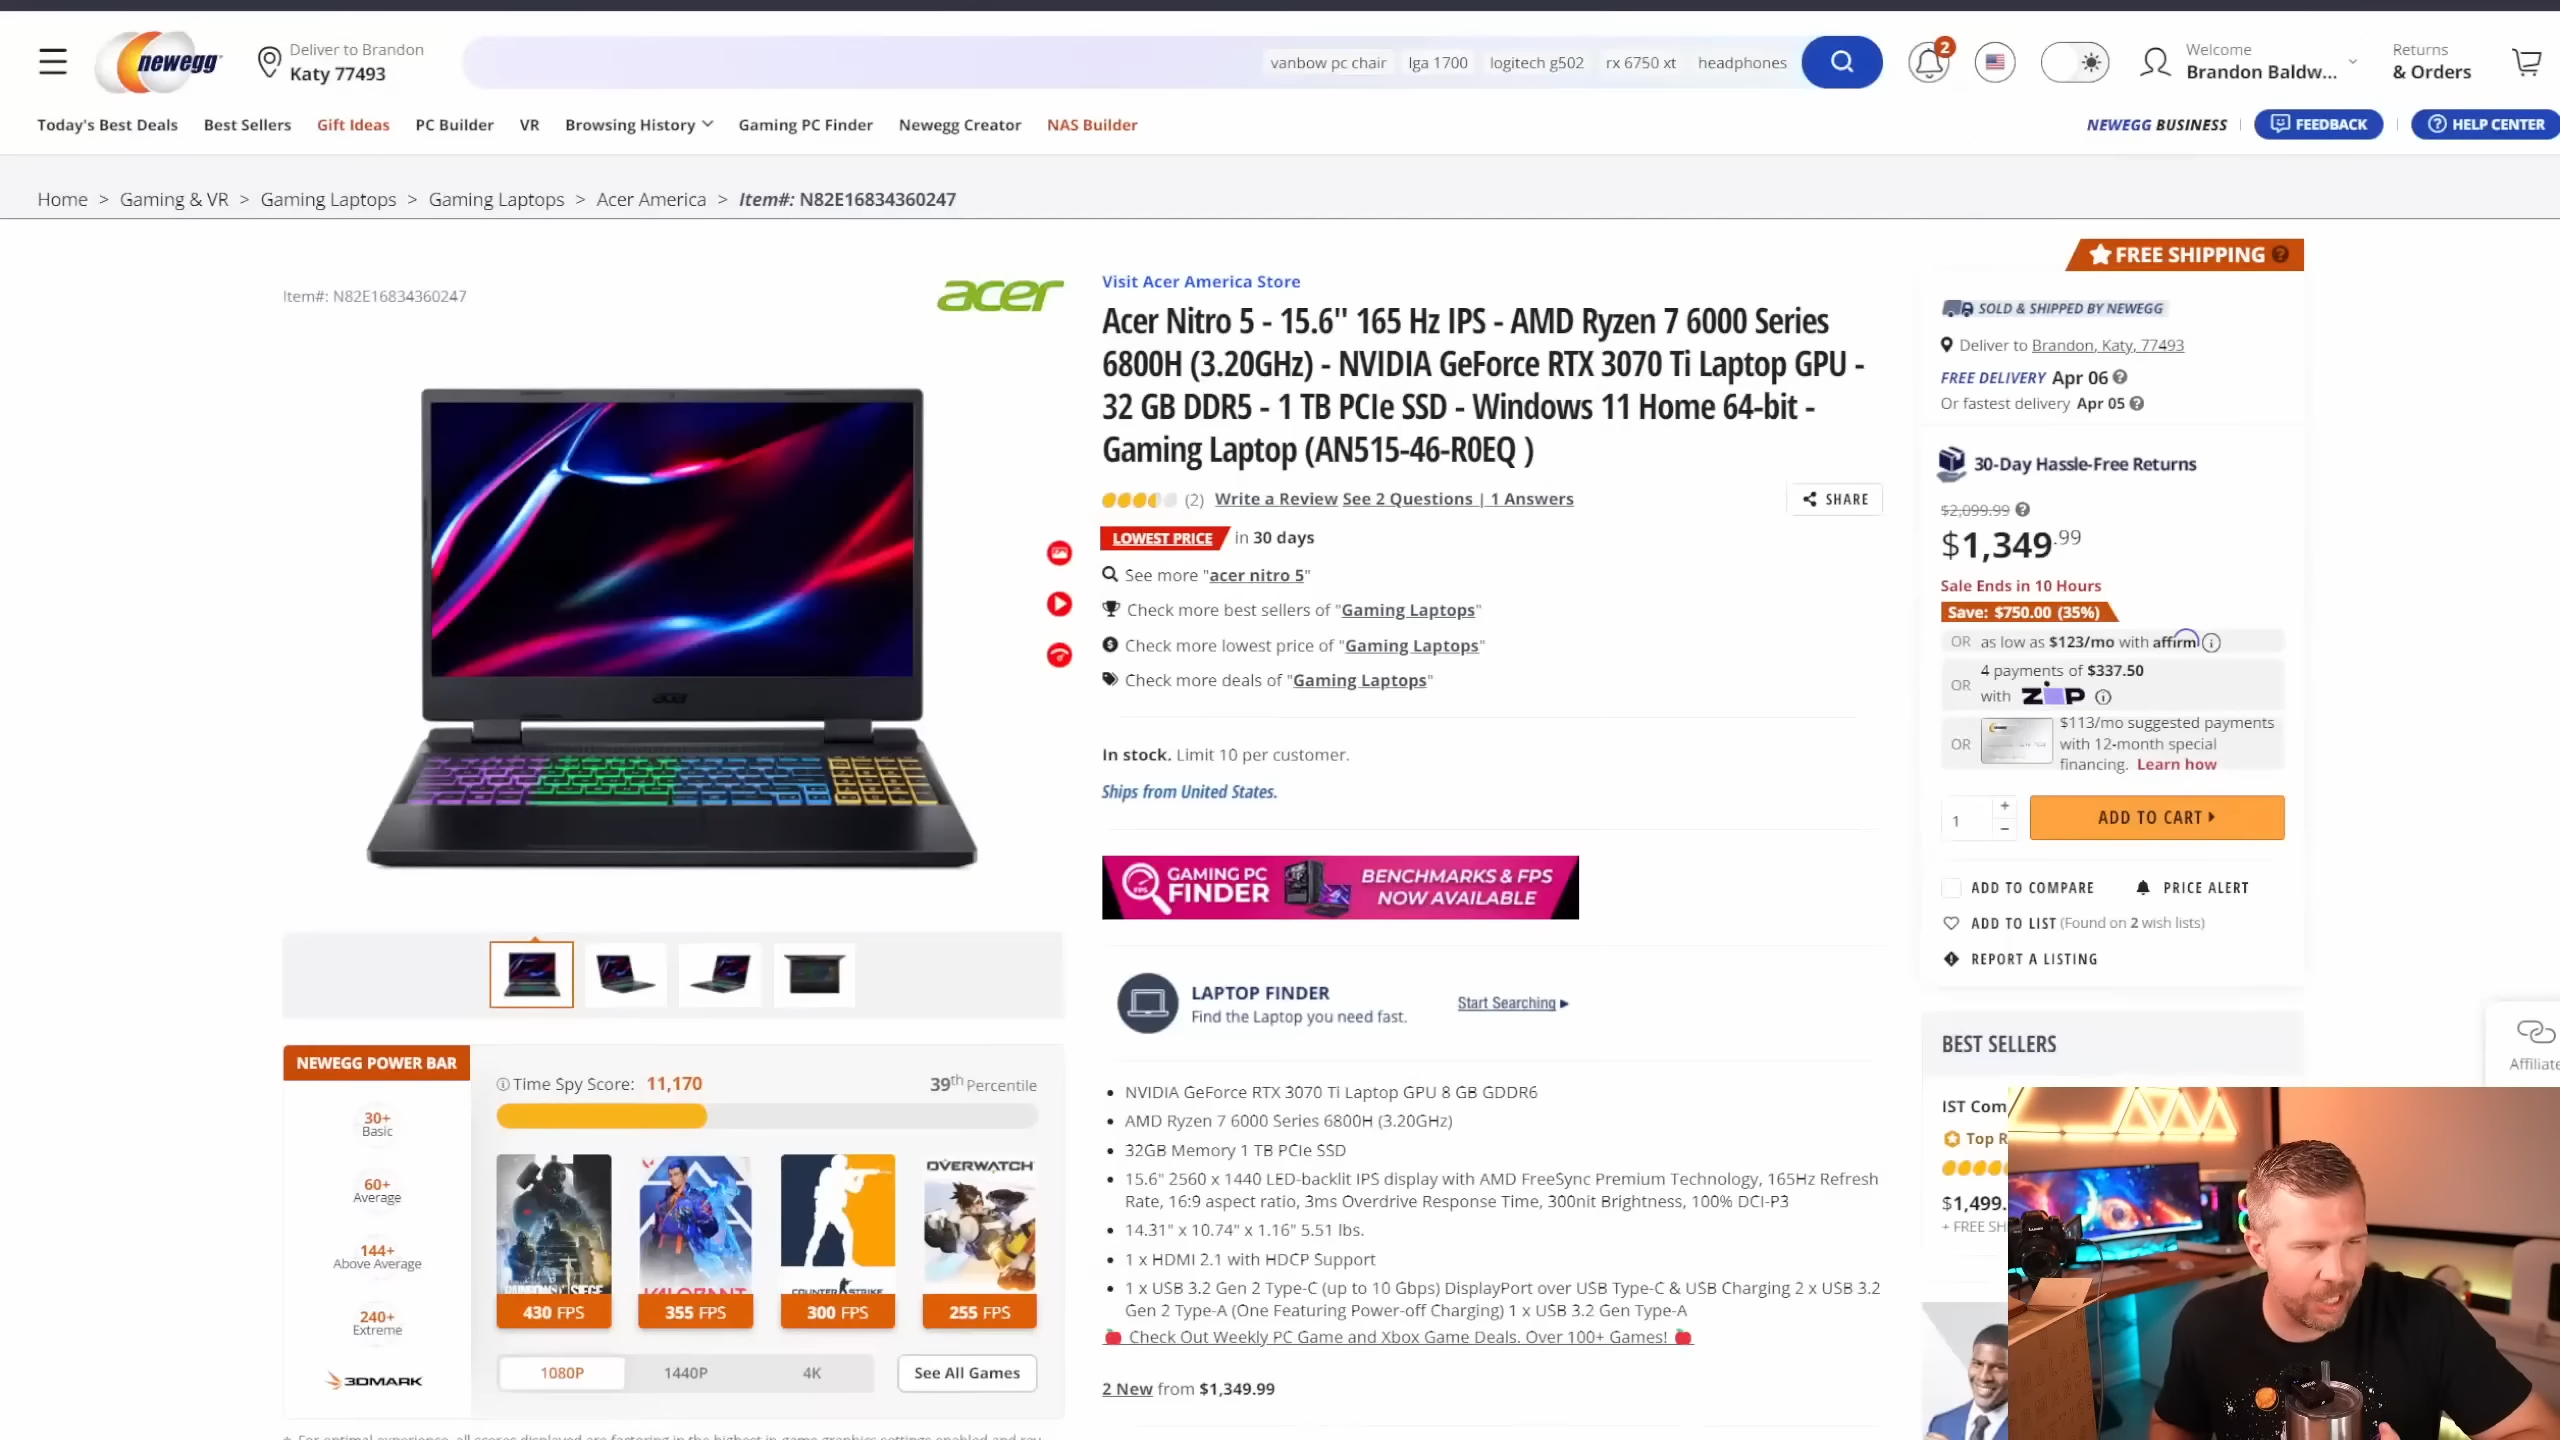 newegg
Deliver to Brandon
Katy 77493
vanbow pc chair
lga 1700
logitech g502
rx 6750 xt
headphones
2
Welcome
Brandon Baldw...
Returns
& Orders
Today's Best Deals
Best Sellers
Gift Ideas
PC Builder
VR
Browsing History
Gaming PC Finder
Newegg Creator
NAS Builder
NEWEGG BUSINESS
FEEDBACK
HELP CENTER
Home > Gaming & VR > Gaming Laptops > Gaming Laptops > Acer America > Item#: N82E16834360247
Item#: N82E16834360247
acer
acer
Visit Acer America Store
Acer Nitro 5 - 15.6" 165 Hz IPS - AMD Ryzen 7 6000 Series
6800H (3.20GHz) - NVIDIA GeForce RTX 3070 Ti Laptop GPU -
32 GB DDR5 - 1 TB PCIe SSD - Windows 11 Home 64-bit -
Gaming Laptop (AN515-46-R0EQ )
(2) Write a Review See 2 Questions | 1 Answers
SHARE
LOWEST PRICE in 30 days
See more "acer nitro 5"
Check more best sellers of "Gaming Laptops"
Check more lowest price of "Gaming Laptops"
Check more deals of "Gaming Laptops"
In stock. Limit 10 per customer.
Ships from United States.
GAMING PC
FINDER
FPS
BENCHMARKS & FPS
NOW AVAILABLE
LAPTOP FINDER
Find the Laptop you need fast.
Start Searching
NVIDIA GeForce RTX 3070 Ti Laptop GPU 8 GB GDDR6
AMD Ryzen 7 6000 Series 6800H (3.20GHz)
32GB Memory 1 TB PCIe SSD
15.6" 2560 x 1440 LED-backlit IPS display with AMD FreeSync Premium Technology, 165Hz Refresh
Rate, 16:9 aspect ratio, 3ms Overdrive Response Time, 300nit Brightness, 100% DCI-P3
14.31" x 10.74" x 1.16" 5.51 lbs.
1 x HDMI 2.1 with HDCP Support
1 x USB 3.2 Gen 2 Type-C (up to 10 Gbps) DisplayPort over USB Type-C & USB Charging 2 x USB 3.2
Gen 2 Type-A (One Featuring Power-off Charging) 1 x USB 3.2 Gen Type-A
Check Out Weekly PC Game and Xbox Game Deals. Over 100+ Games!
2 New from $1,349.99
NEWEGG POWER BAR
30+
Basic
60+
Average
144+
Above Average
240+
Extreme
3DMARK
Time Spy Score: 11,170
39th Percentile
430 FPS
VALORANT
355 FPS
COUNTER STRIKE
300 FPS
OVERWATCH
255 FPS
1080P
1440P
4K
See All Games
FREE SHIPPING
SOLD & SHIPPED BY NEWEGG
Deliver to Brandon, Katy, 77493
FREE DELIVERY Apr 06
Or fastest delivery Apr 05
30-Day Hassle-Free Returns
$2,099.99
$1,349.99
Sale Ends in 10 Hours
Save: $750.00 (35%)
OR as low as $123/mo with affirm
OR 4 payments of $337.50
with ZIP
OR $113/mo suggested payments
with 12-month special
financing. Learn how
1
ADD TO CART
ADD TO COMPARE
PRICE ALERT
ADD TO LIST (Found on 2 wish lists)
REPORT A LISTING
BEST SELLERS
Affiliate
IST Com
Top R
$1,499.
+ FREE SH